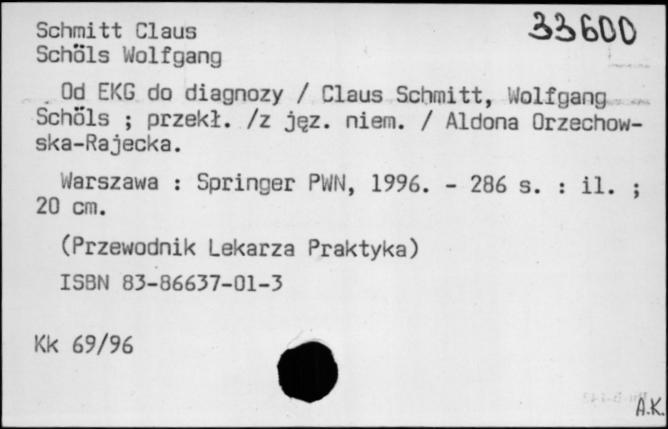 33600
Schmitt Claus
Schöls Wolfgang
Od EKG do diagnozy / Claus Schmitt, Wolfgang
Schöls ; przekł. /z jęz. niem. / Aldona Orzechow-
ska-Rajecka.
Warszawa : Springer PWN, 1996. - 286 s. : il. ;
20 cm.
(Przewodnik Lekarza Praktyka)
ISBN 83-86637-01-3
Kk 69/96
A.K.